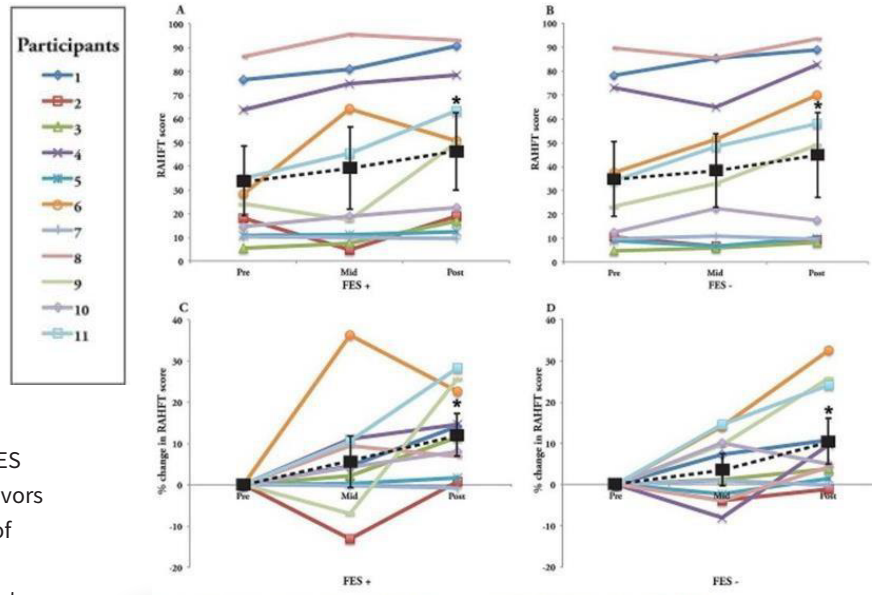 Participants
1
2
3
4
5
6
7
8
9
10
11
ES
vors
of
A
100
90
80
70
60
50
40
30
20
10
0
RAHFT score
*
Pre Mid Post
FES +
B
100
90
80
70
60
50
40
30
20
10
0
RAHFT score
*
Pre Mid Post
FES -
C
40
30
20
10
0
-10
-20
% change in RAHFT score
*
Pre Mid Post
FES +
D
40
30
20
10
0
-10
-20
% change in RAHFT score
*
Pre Mid Post
FES -